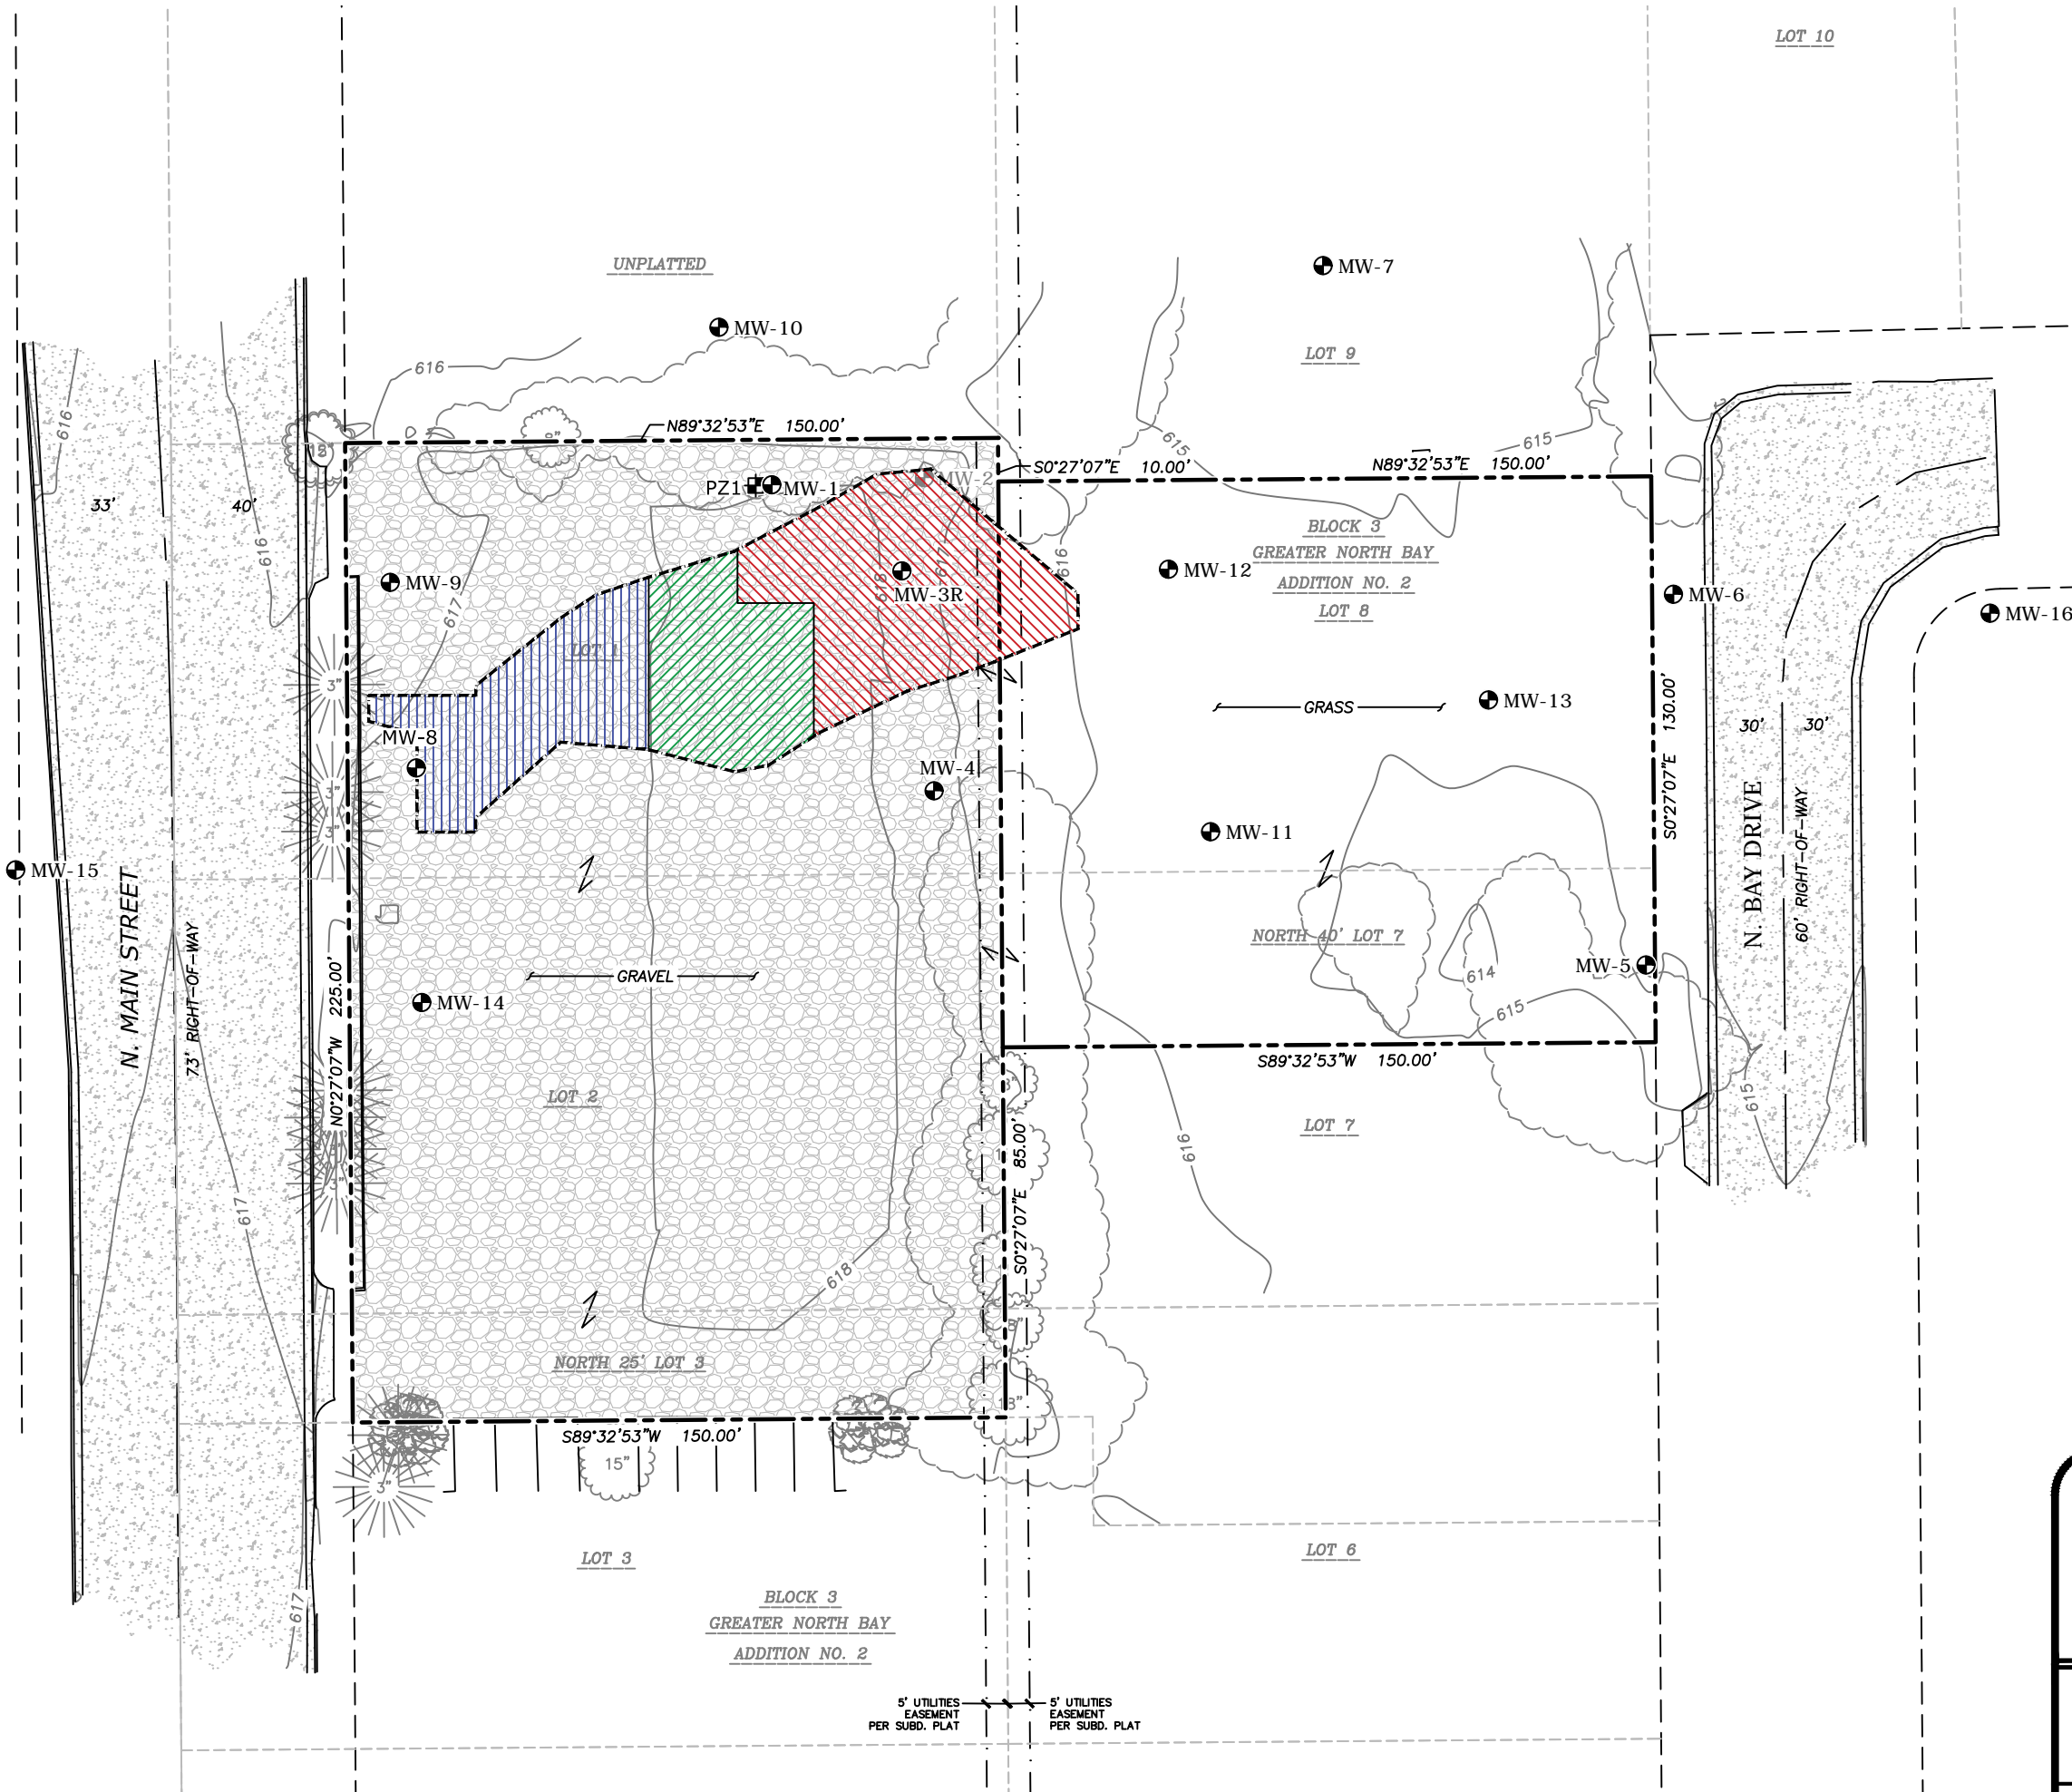 LOT 10
UNPLATTED
MW-7
MW-10
LOT 9
616
616
N89°32'53"E 150.00'
615
615
S0°27'07"E 10.00'
N89°32'53"E 150.00'
PZ1
MW-1
MW-2
33'
40'
616
BLOCK 3
GREATER NORTH BAY
ADDITION NO. 2
LOT 8
616
617
618
MW-9
MW-3R
MW-12
MW-6
MW-16
617
LOT 1
3"
MW-13
GRASS
S0°27'07"E 130.00'
30'
30'
MW-8
MW-4
3"
3"
MW-11
MW-15
N. MAIN STREET
73' RIGHT-OF-WAY
N. BAY DRIVE
60' RIGHT-OF-WAY
NORTH 40' LOT 7
MW-5
614
615
GRAVEL
MW-14
N0°27'07"W 225.00'
S89°32'53"W 150.00'
LOT 2
LOT 7
615
616
3"
S0°27'07"E 85.00'
617
618
8"
NORTH 25' LOT 3
13"
S89°32'53"W 150.00'
15"
3"
LOT 3
LOT 6
617
BLOCK 3
GREATER NORTH BAY
ADDITION NO. 2
5' UTILITIES
EASEMENT
PER SUBD. PLAT
5' UTILITIES
EASEMENT
PER SUBD. PLAT